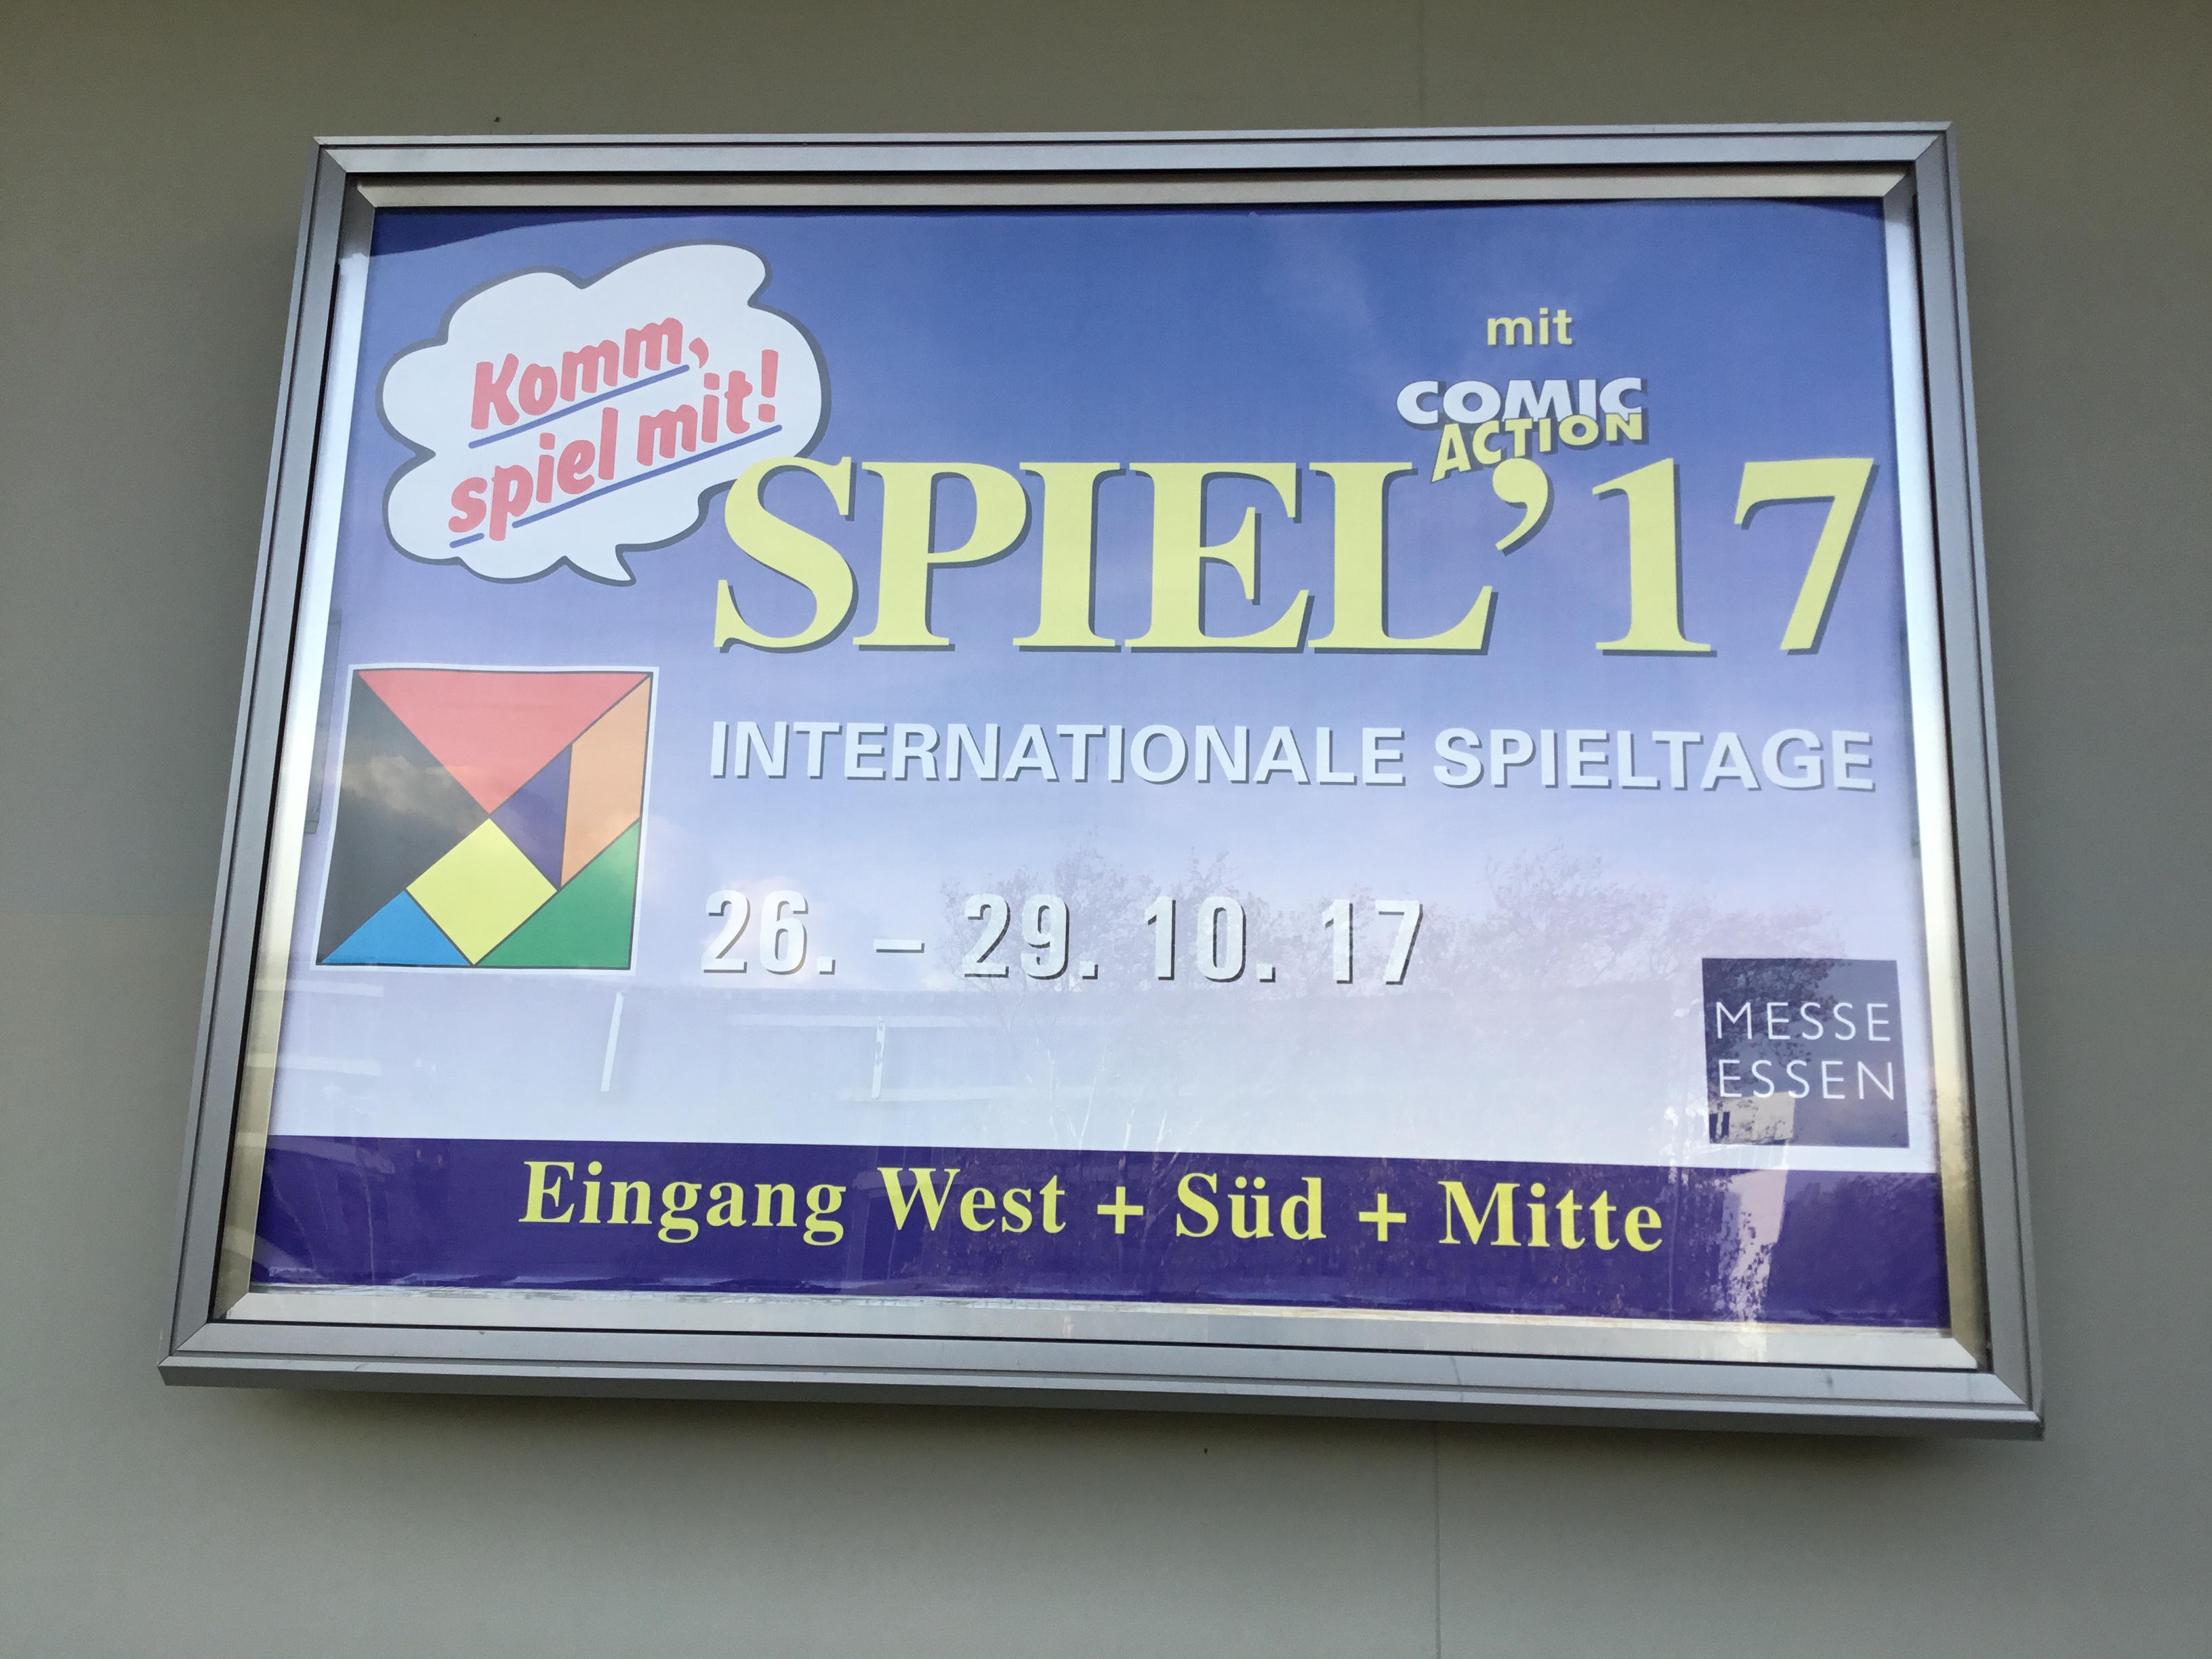 Komm,
spiel mit!
mit
COMIC
ACTION
SPIEL’17
INTERNATIONALE SPIELTAGE
26. – 29. 10. 17
MESSE
ESSEN
Eingang West + Süd + Mitte